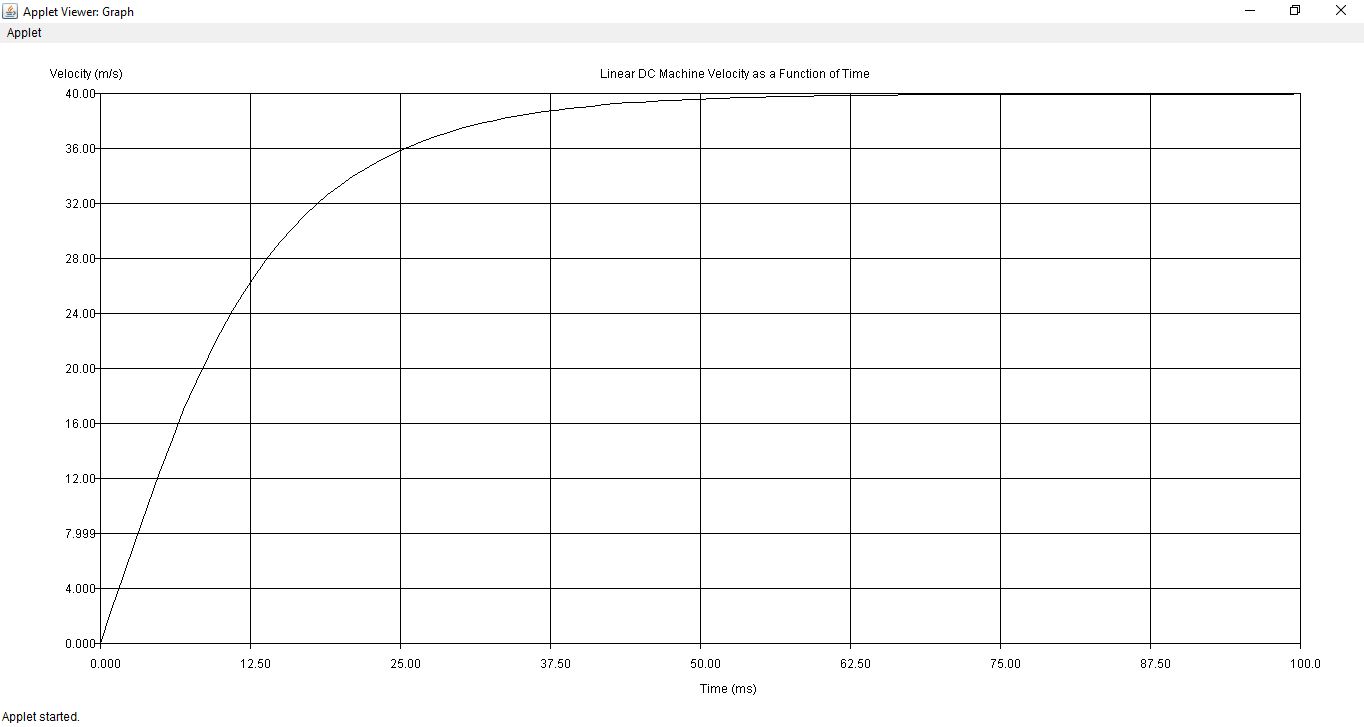 Applet Viewer: Graph
Applet
Velocity (m/s)
Linear DC Machine Velocity as a Function of Time
40.00
36.00
32.00
28.00
24.00
20.00
16.00
12.00
7.999
4.000
0.000
0.000 12.50 25.00 37.50 50.00 62.50 75.00 87.50 100.0
Time (ms)
Applet started.